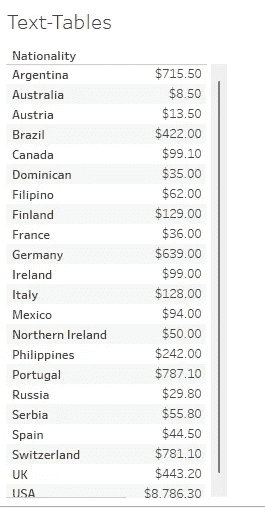 Text-Tables
Nationality
Argentina $715.50
Australia $8.50
Austria $13.50
Brazil $422.00
Canada $99.10
Dominican $35.00
Filipino $62.00
Finland $129.00
France $36.00
Germany $639.00
Ireland $99.00
Italy $128.00
Mexico $94.00
Northern Ireland $50.00
Philippines $242.00
Portugal $787.10
Russia $29.80
Serbia $55.80
Spain $44.50
Switzerland $781.10
UK $443.20
USA $8,786.30